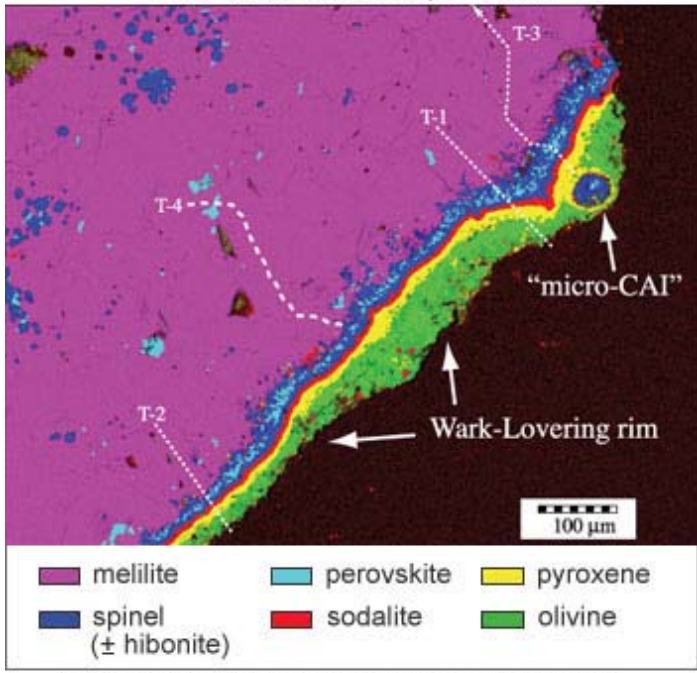 T-3
T-1
T-4
"micro-CAI"
T-2
Wark-Lovering rim
100 µm
melilite
perovskite
pyroxene
spinel
(± hibonite)
sodalite
olivine